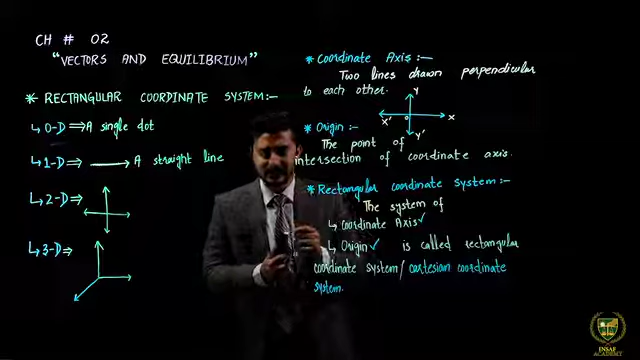 CH # 02
"VECTORS AND EQUILIBRIUM"
* RECTANGULAR COORDINATE SYSTEM:-
↳ 0-D ⇒ A single dot
↳ 1-D ⇒ → A straight line
↳ 2-D ⇒
↳ 3-D ⇒
* Coordinate Axis :-
Two lines drawn perpendicular
to each other.
Y
X' o X
Y'
* Origin :-
The point of
intersection of coordinate axis.
* Rectangular coordinate system :-
The system of
↳ Coordinate Axis ✓
↳ Origin ✓ is called rectangular
coordinate system / cartesian coordinate
system.
INSAF
ACADEMY